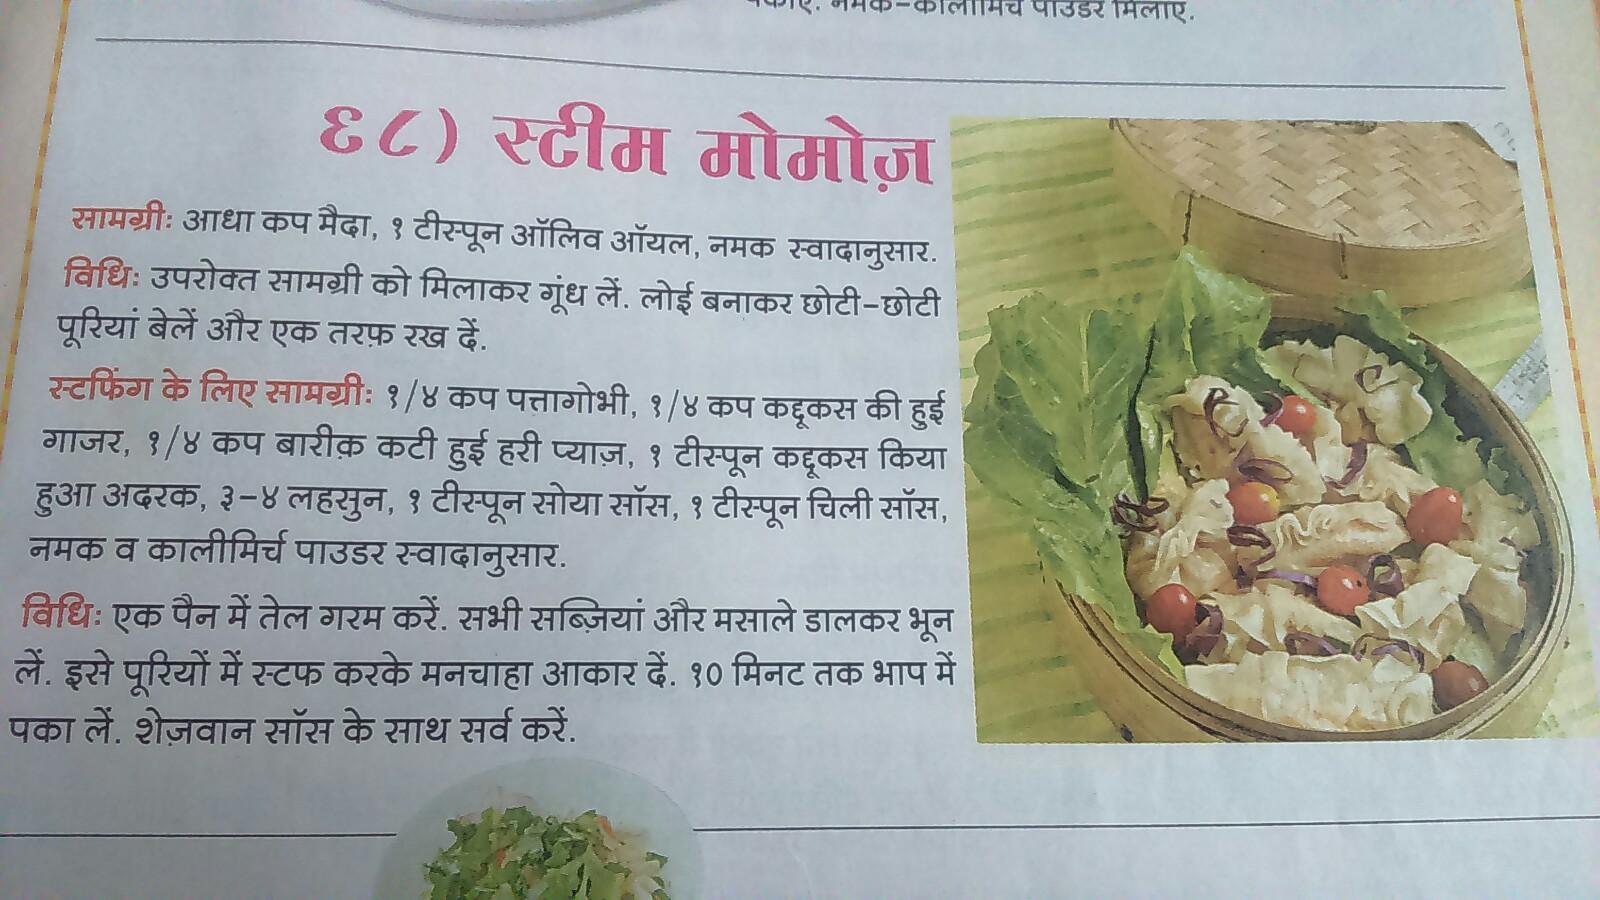 नमक-कालीमिर्च पाउडर मिलाएं.
६८) स्टीम मोमोज़
सामग्री: आधा कप मैदा, १ टीस्पून ऑलिव ऑयल, नमक स्वादानुसार.
विधि: उपरोक्त सामग्री को मिलाकर गूंध लें. लोई बनाकर छोटी-छोटी
पूरियां बेलें और एक तरफ़ रख दें.
स्टफिंग के लिए सामग्री: १/४ कप पत्तागोभी, १/४ कप कद्दूकस की हुई
गाजर, १/४ कप बारीक़ कटी हुई हरी प्याज़, १ टीस्पून कद्दूकस किया
हुआ अदरक, ३-४ लहसुन, १ टीस्पून सोया सॉस, १ टीस्पून चिली सॉस,
नमक व कालीमिर्च पाउडर स्वादानुसार.
विधि: एक पैन में तेल गरम करें. सभी सब्ज़ियां और मसाले डालकर भून
लें. इसे पूरियों में स्टफ करके मनचाहा आकार दें. १० मिनट तक भाप में
पका लें. शेज़वान सॉस के साथ सर्व करें.